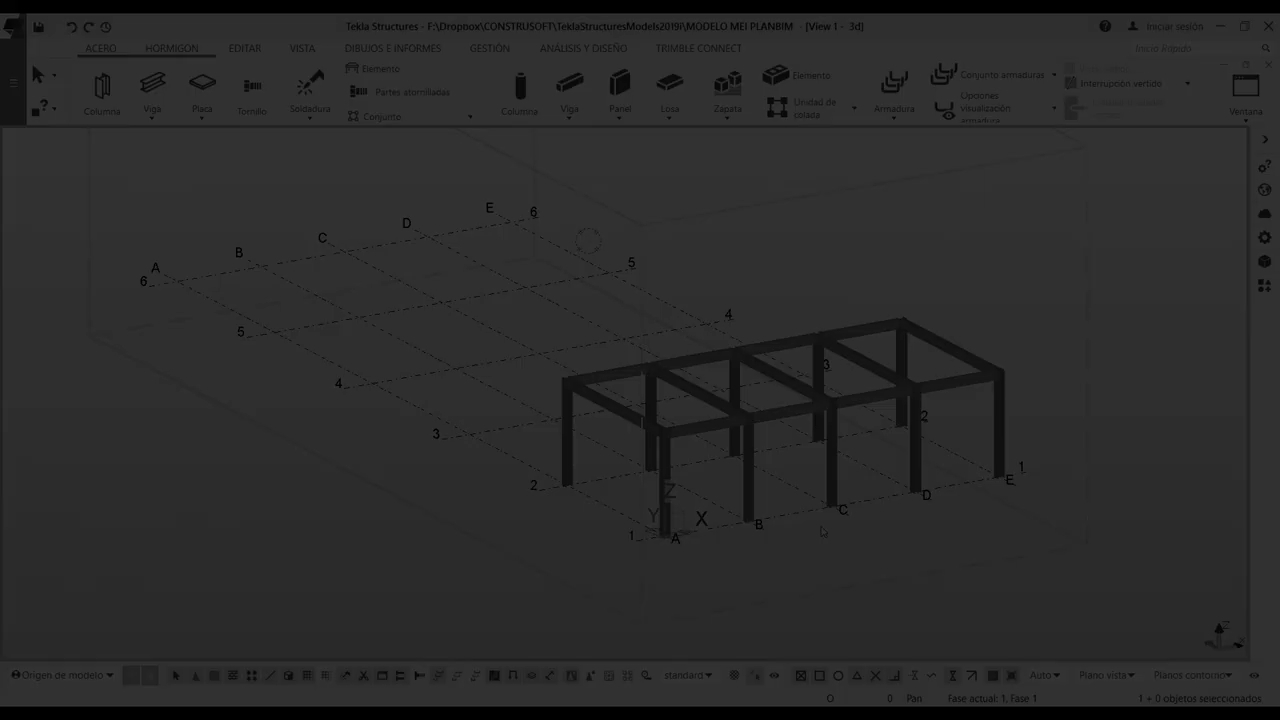 Tekla Structures - F:\Dropbox\CONSTRUSOFT\TeklaStructuresModels2019i\MODELO MEI PLANBIM - [View 1 - 3d]
Iniciar sesión
ACERO HORMIGON EDITAR VISTA DIBUJOS E INFORMES GESTIÓN ANÁLISIS Y DISEÑO TRIMBLE CONNECT
Inicio Rápido
Columna Viga Placa Tornillo Soldadura
Elemento
Partes atornilladas
Conjunto
Columna Viga Panel Losa Zapata
Elemento
Unidad de colada
Armadura
Conjunto armaduras
Opciones visualización armadura
Interrupción vertido
Ventana
E 6
D
C
B
A
6
5
5
4
4
3
3
2
2
1
E
D
C
B
Z
Y X
1 A
Z
Origen de modelo
standard
Auto
Plano vista
Planos contorno
O 0 Pan Fase actual: 1, Fase 1 1 + 0 objetos seleccionados